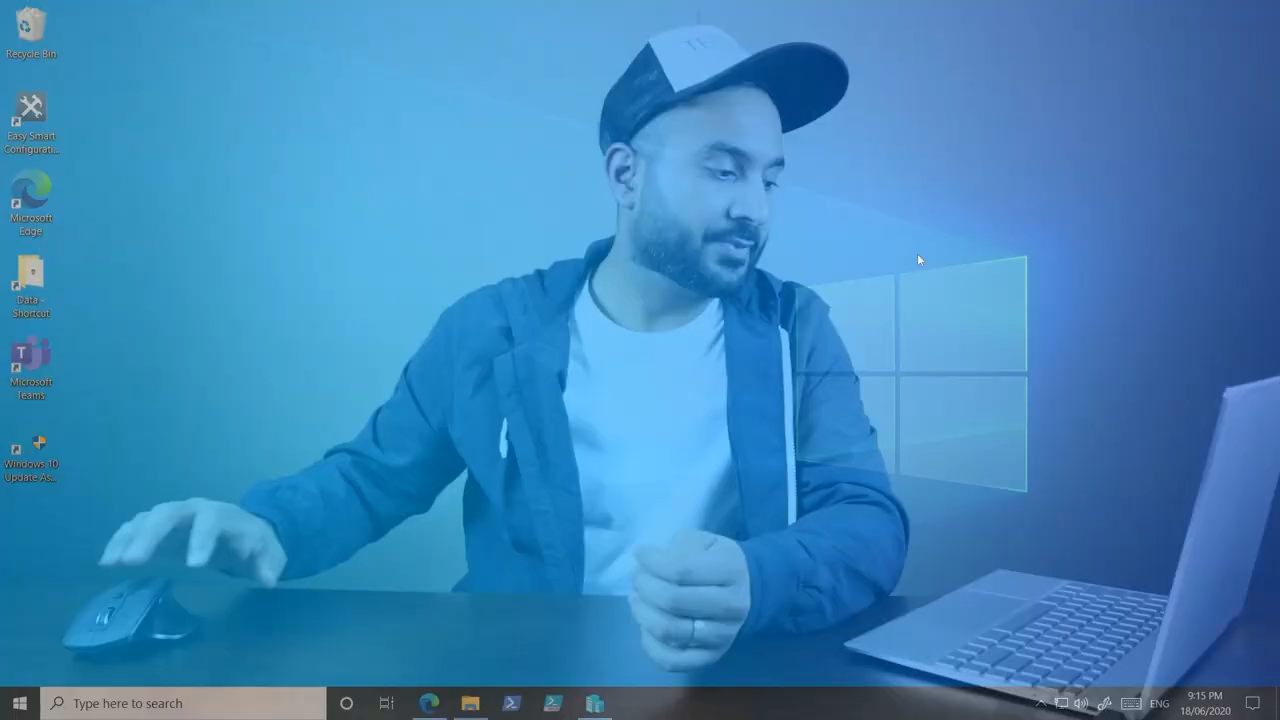 Recycle Bin
Easy Smart
Configurati...
Microsoft
Edge
Data -
Shortcut
T
Microsoft
Teams
Windows 10
Update As...
Type here to search
ENG
9:15 PM
18/06/2020